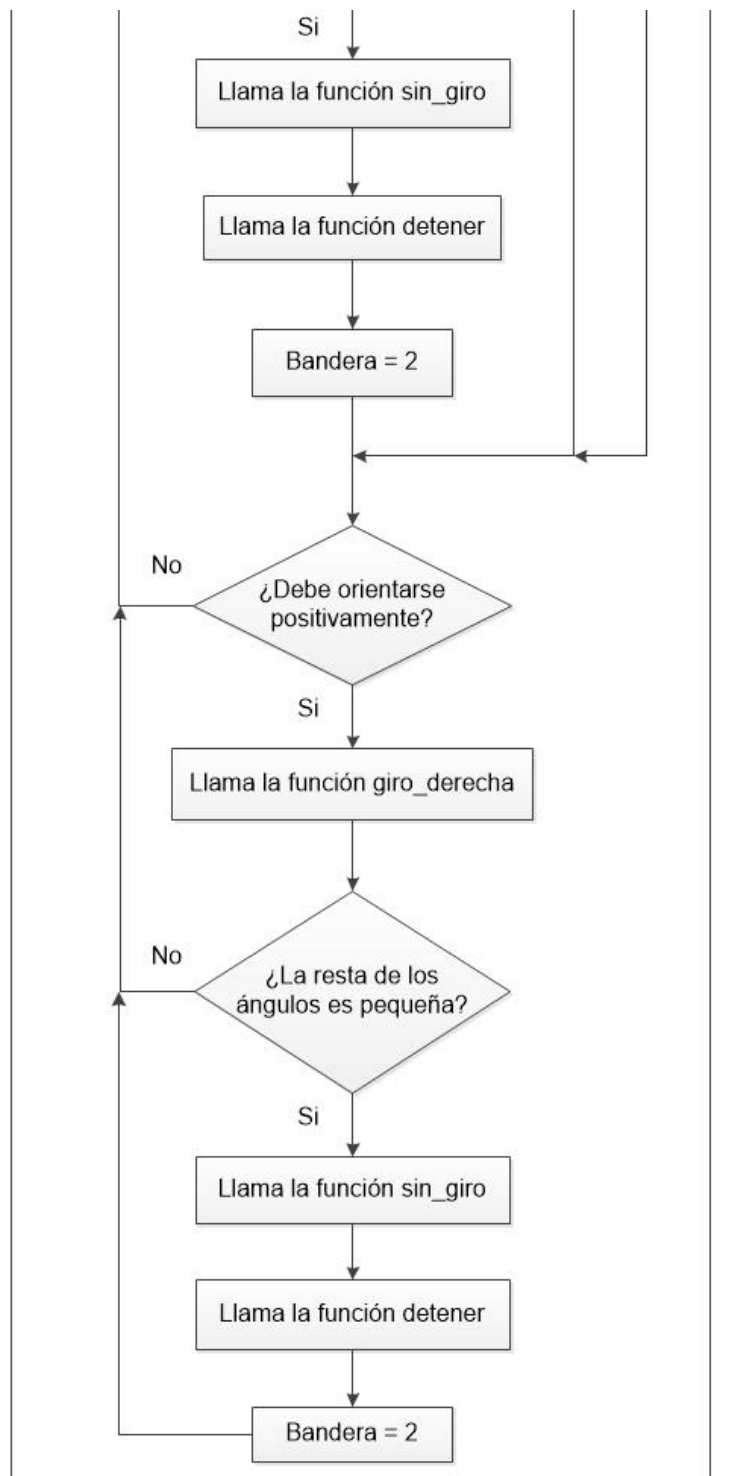 Si
Llama la función sin_giro
Llama la función detener
Bandera = 2
No
¿Debe orientarse
positivamente?
Si
Llama la función giro_derecha
No
¿La resta de los
ángulos es pequeña?
Si
Llama la función sin_giro
Llama la función detener
Bandera = 2